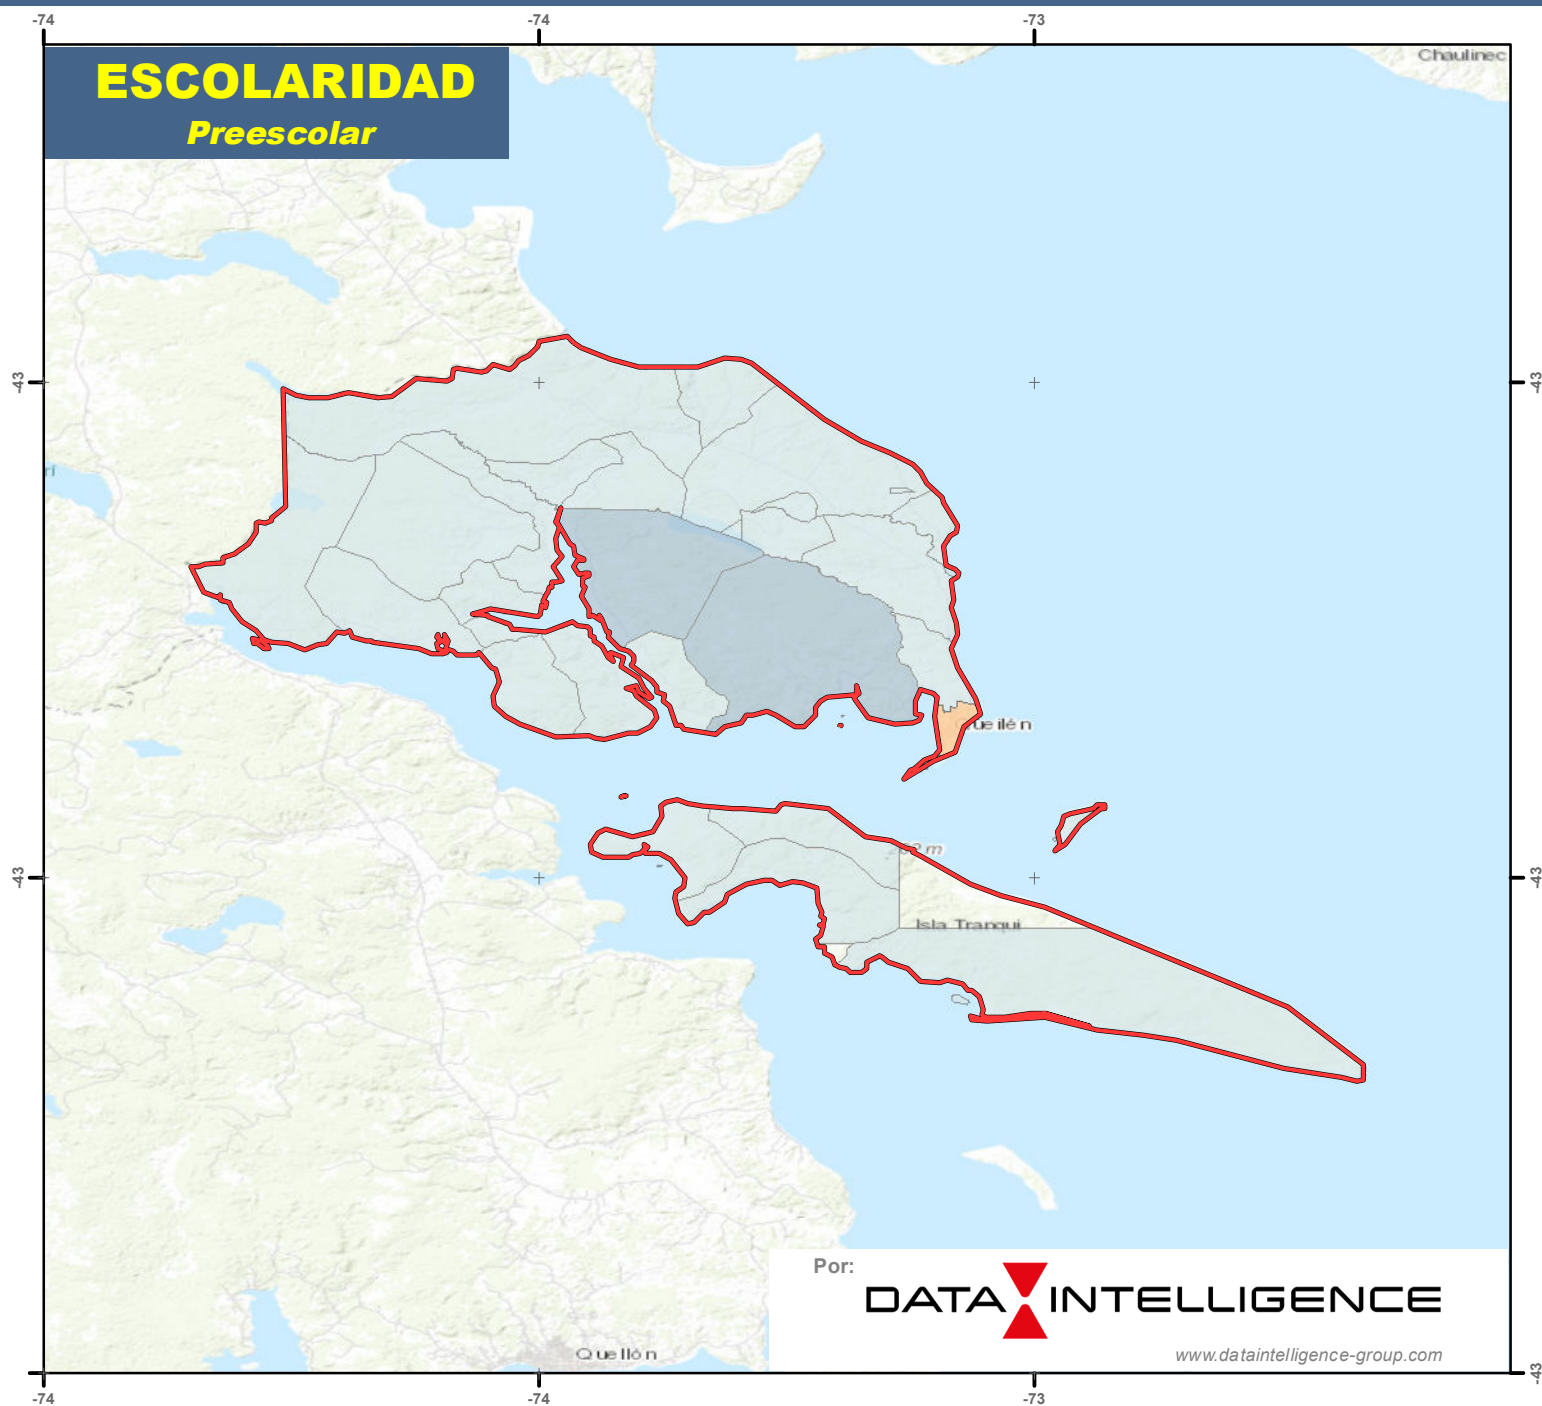 -74
-74
-73
Chaulinec
ESCOLARIDAD
Preescolar
-43
-43
ueilén
m
-43
-43
Isla Tranqui
Por:
DATA INTELLIGENCE
www.dataintelligence-group.com
Quellón
-43
-74
-74
-73